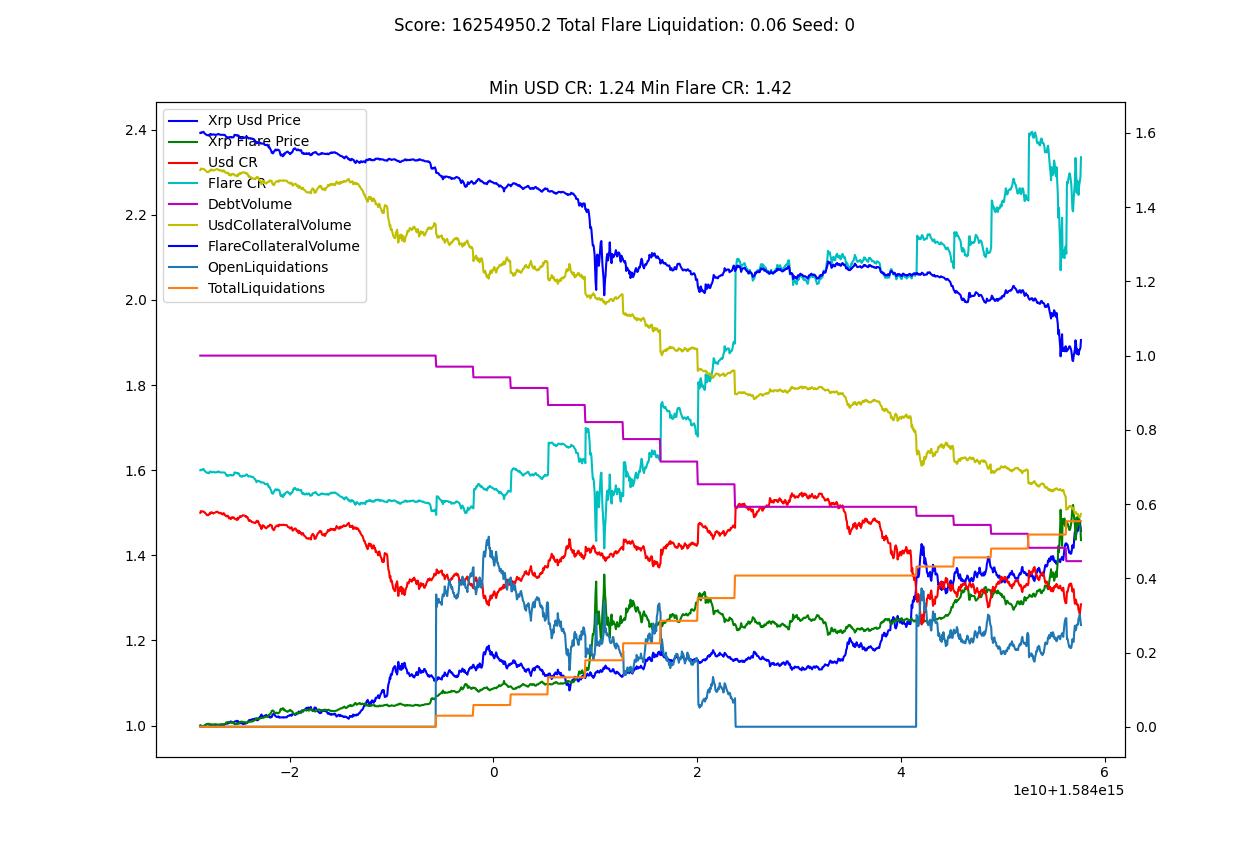 Score: 16254950.2 Total Flare Liquidation: 0.06 Seed: 0
Min USD CR: 1.24 Min Flare CR: 1.42
Xrp Usd Price
Xrp Flare Price
Usd CR
Flare CR
DebtVolume
UsdCollateralVolume
FlareCollateralVolume
OpenLiquidations
TotalLiquidations
2.4
2.2
2.0
1.8
1.6
1.4
1.2
1.0
1.6
1.4
1.2
1.0
0.8
0.6
0.4
0.2
0.0
−2 0 2 4 6
1e10+1.584e15